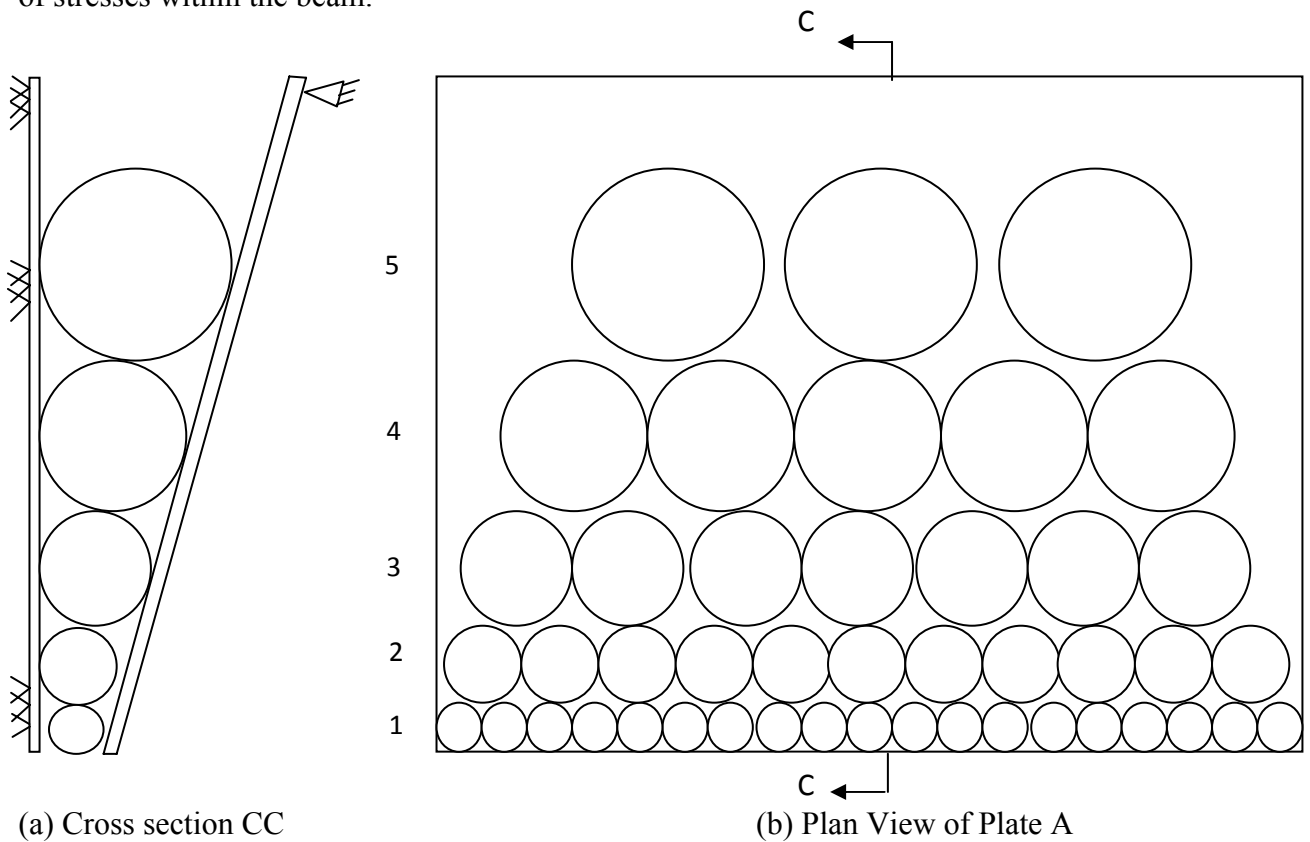 of stresses within the beam.
C
5
4
3
2
1
C
(a) Cross section CC
(b) Plan View of Plate A